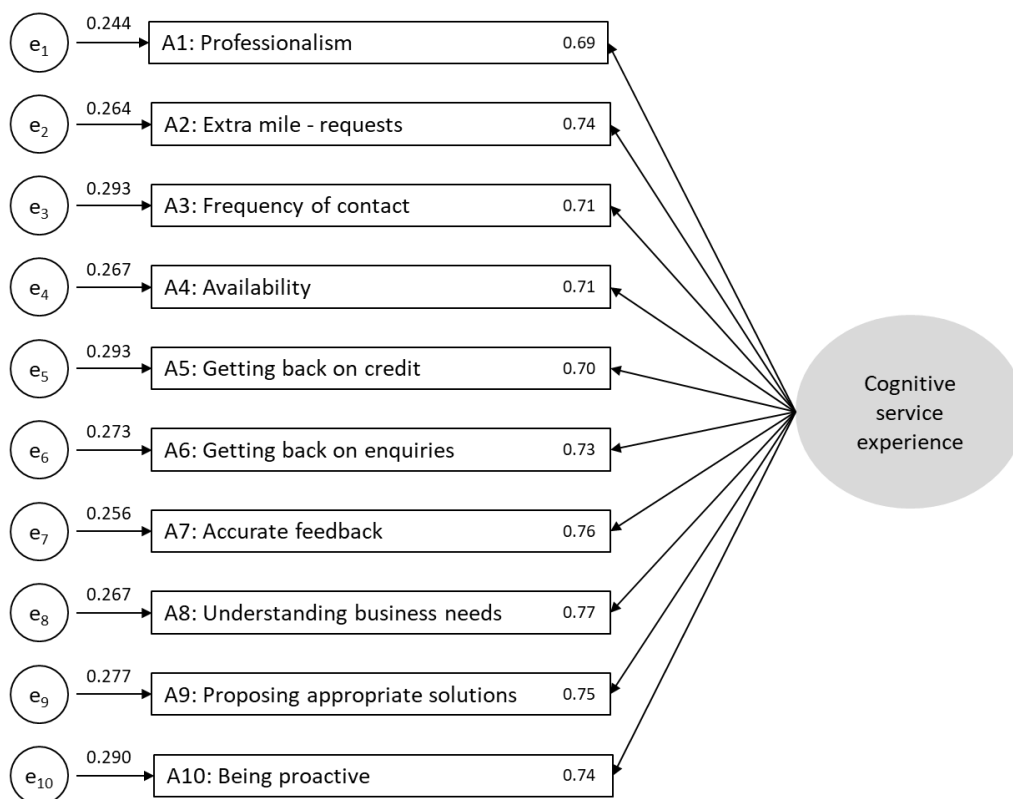 0.244
e1
A1: Professionalism 0.69
0.264
e2
A2: Extra mile - requests 0.74
0.293
e3
A3: Frequency of contact 0.71
0.267
e4
A4: Availability 0.71
0.293
e5
A5: Getting back on credit 0.70
0.273
e6
A6: Getting back on enquiries 0.73
0.256
e7
A7: Accurate feedback 0.76
0.267
e8
A8: Understanding business needs 0.77
0.277
e9
A9: Proposing appropriate solutions 0.75
0.290
e10
A10: Being proactive 0.74
Cognitive
service
experience